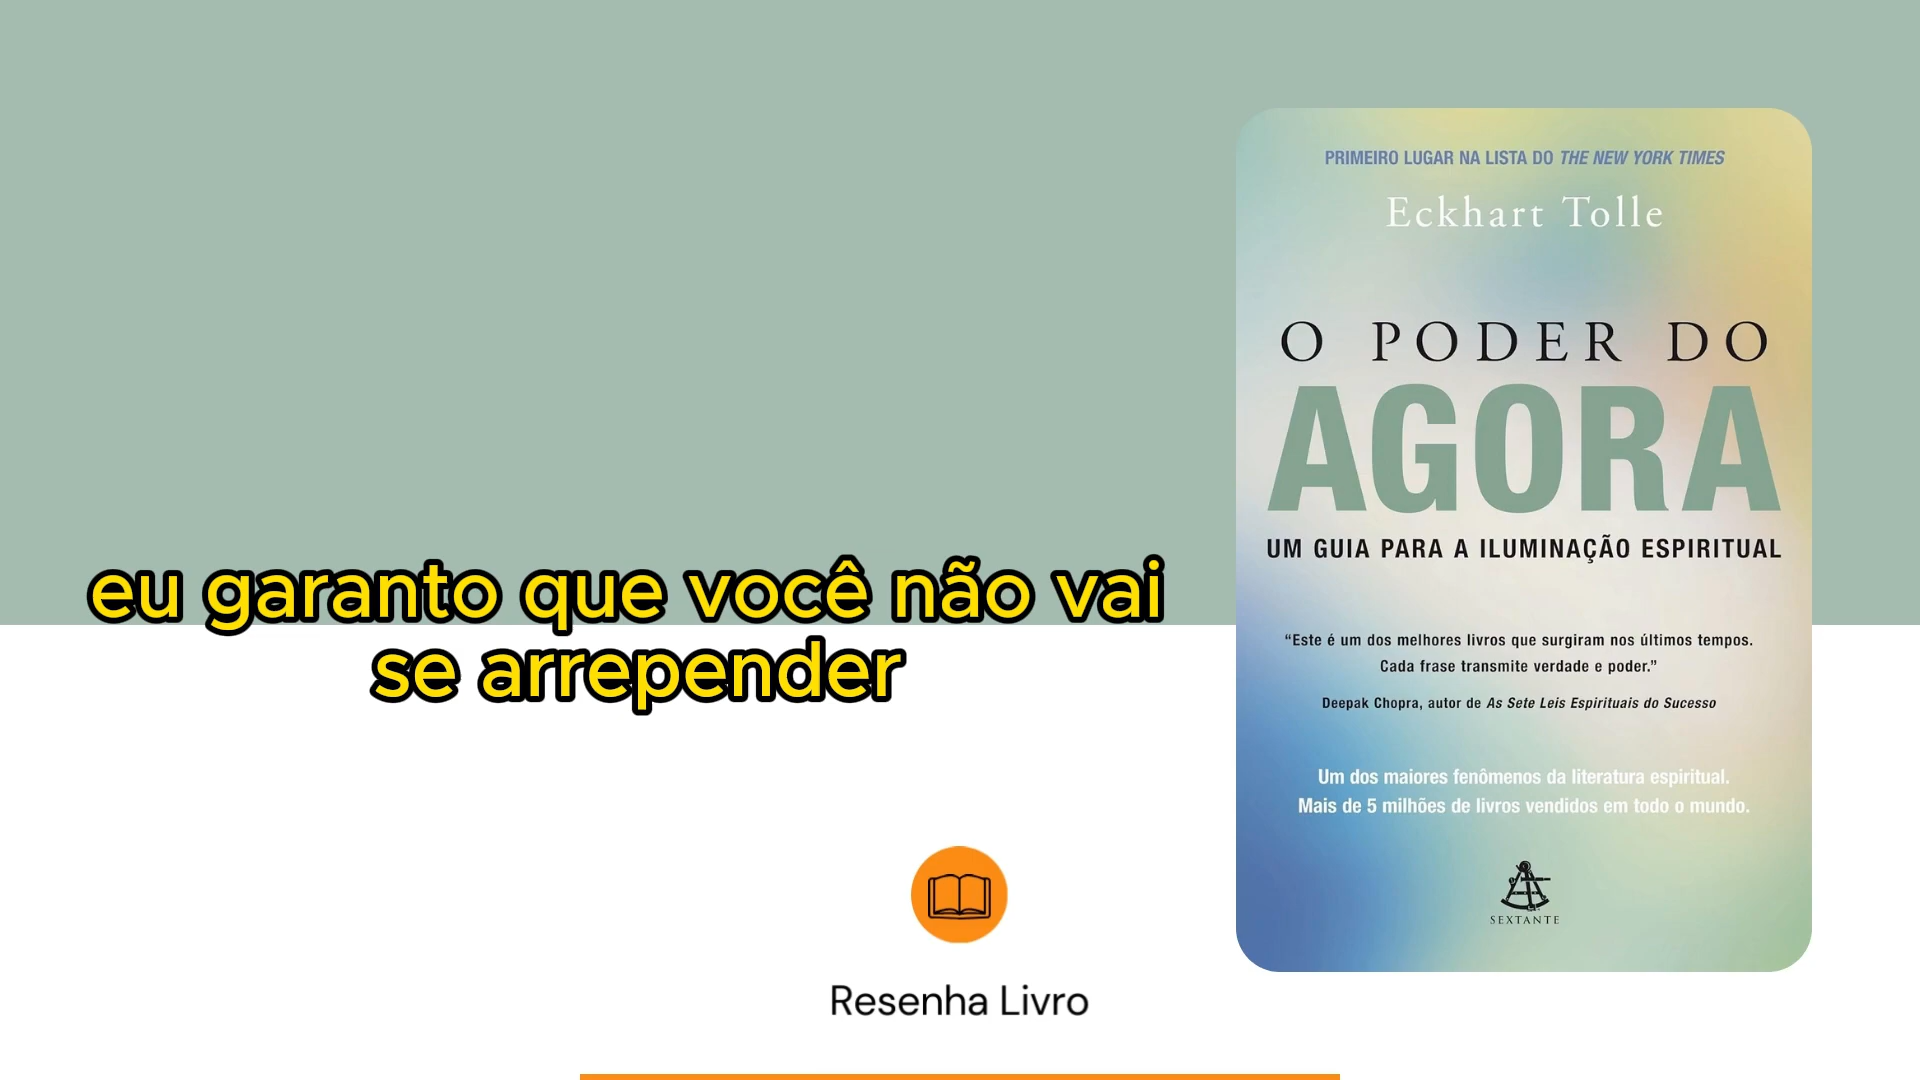 eu garanto que você não vai
se arrepender
Resenha Livro
PRIMEIRO LUGAR NA LISTA DO THE NEW YORK TIMES
Eckhart Tolle
O PODER DO
AGORA
UM GUIA PARA A ILUMINAÇÃO ESPIRITUAL
“Este é um dos melhores livros que surgiram nos últimos tempos.
Cada frase transmite verdade e poder.”
Deepak Chopra, autor de As Sete Leis Espirituais do Sucesso
Um dos maiores fenômenos da literatura espiritual.
Mais de 5 milhões de livros vendidos em todo o mundo.
SEXTANTE